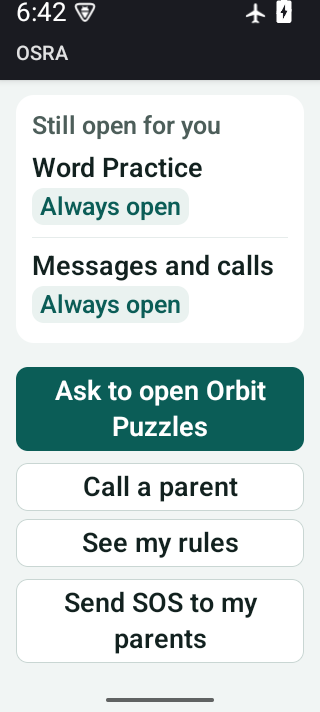 6:42
OSRA
Still open for you
Word Practice
Always open
Messages and calls
Always open
Ask to open Orbit
Puzzles
Call a parent
See my rules
Send SOS to my
parents